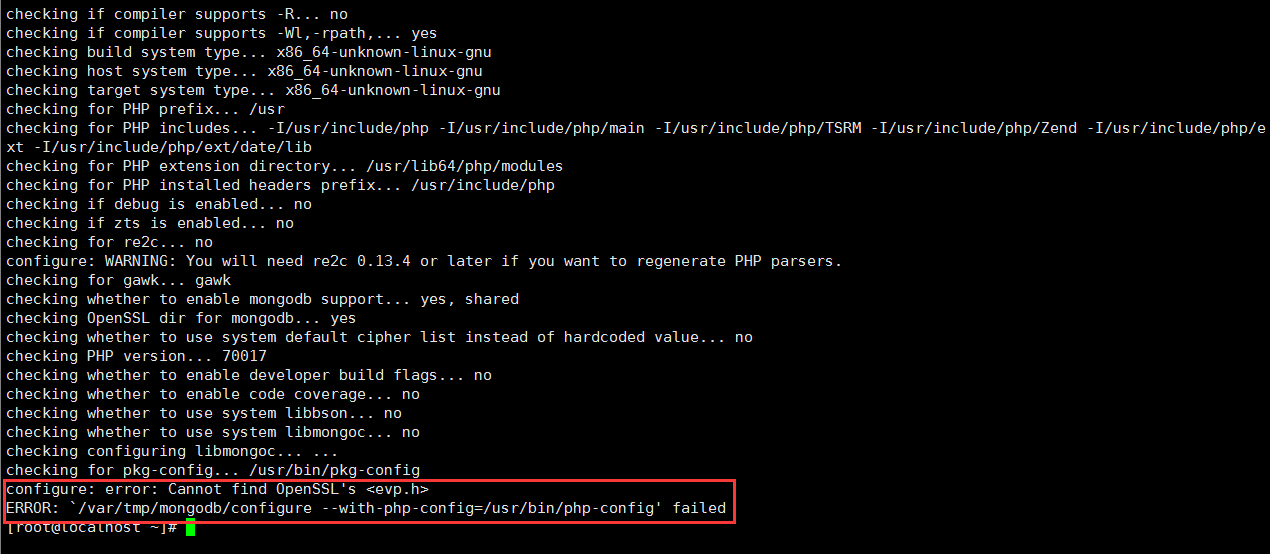 checking if compiler supports -R... no
checking if compiler supports -Wl,-rpath,... yes
checking build system type... x86_64-unknown-linux-gnu
checking host system type... x86_64-unknown-linux-gnu
checking target system type... x86_64-unknown-linux-gnu
checking for PHP prefix... /usr
checking for PHP includes... -I/usr/include/php -I/usr/include/php/main -I/usr/include/php/TSRM -I/usr/include/php/Zend -I/usr/include/php/e
xt -I/usr/include/php/ext/date/lib
checking for PHP extension directory... /usr/lib64/php/modules
checking for PHP installed headers prefix... /usr/include/php
checking if debug is enabled... no
checking if zts is enabled... no
checking for re2c... no
configure: WARNING: You will need re2c 0.13.4 or later if you want to regenerate PHP parsers.
checking for gawk... gawk
checking whether to enable mongodb support... yes, shared
checking OpenSSL dir for mongodb... yes
checking whether to use system default cipher list instead of hardcoded value... no
checking PHP version... 70017
checking whether to enable developer build flags... no
checking whether to enable code coverage... no
checking whether to use system libbson... no
checking whether to use system libmongoc... no
checking configuring libmongoc... ...
checking for pkg-config... /usr/bin/pkg-config
configure: error: Cannot find OpenSSL's <evp.h>
ERROR: `/var/tmp/mongodb/configure --with-php-config=/usr/bin/php-config' failed
[root@localhost ~]#